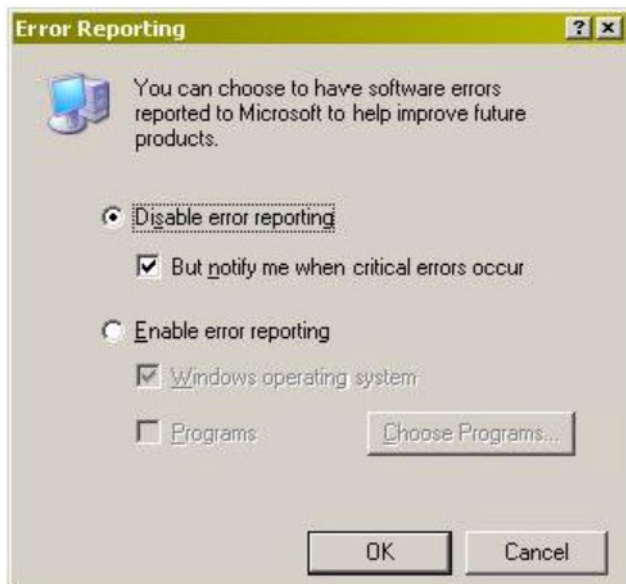 Error Reporting
You can choose to have software errors
reported to Microsoft to help improve future
products.
Disable error reporting
But notify me when critical errors occur
Enable error reporting
Windows operating system
Programs
Choose Programs...
OK
Cancel